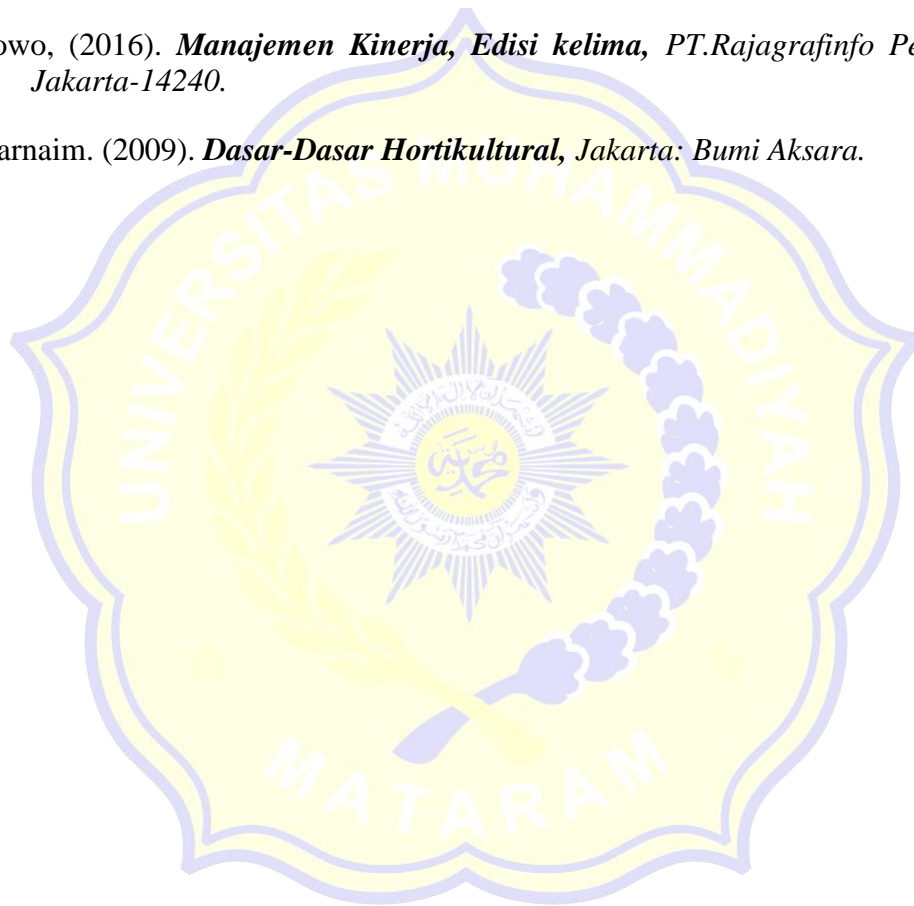 owo, (2016). Manajemen Kinerja, Edisi kelima, PT.Rajagrafinfo Pe
Jakarta-14240.
arnaim. (2009). Dasar-Dasar Hortikultural, Jakarta: Bumi Aksara.
UNIVERSITAS MUHAMMADIYAH
MATARAM